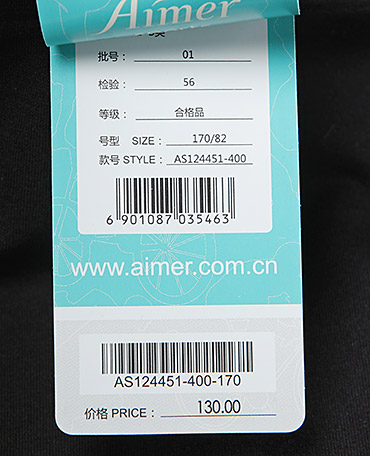 Aimer
批号: 01
检验: 56
等级: 合格品
号型 SIZE: 170/82
款号 STYLE: AS124451-400
6 901087 035463
www.aimer.com.cn
AS124451-400-170
价格 PRICE: 130.00